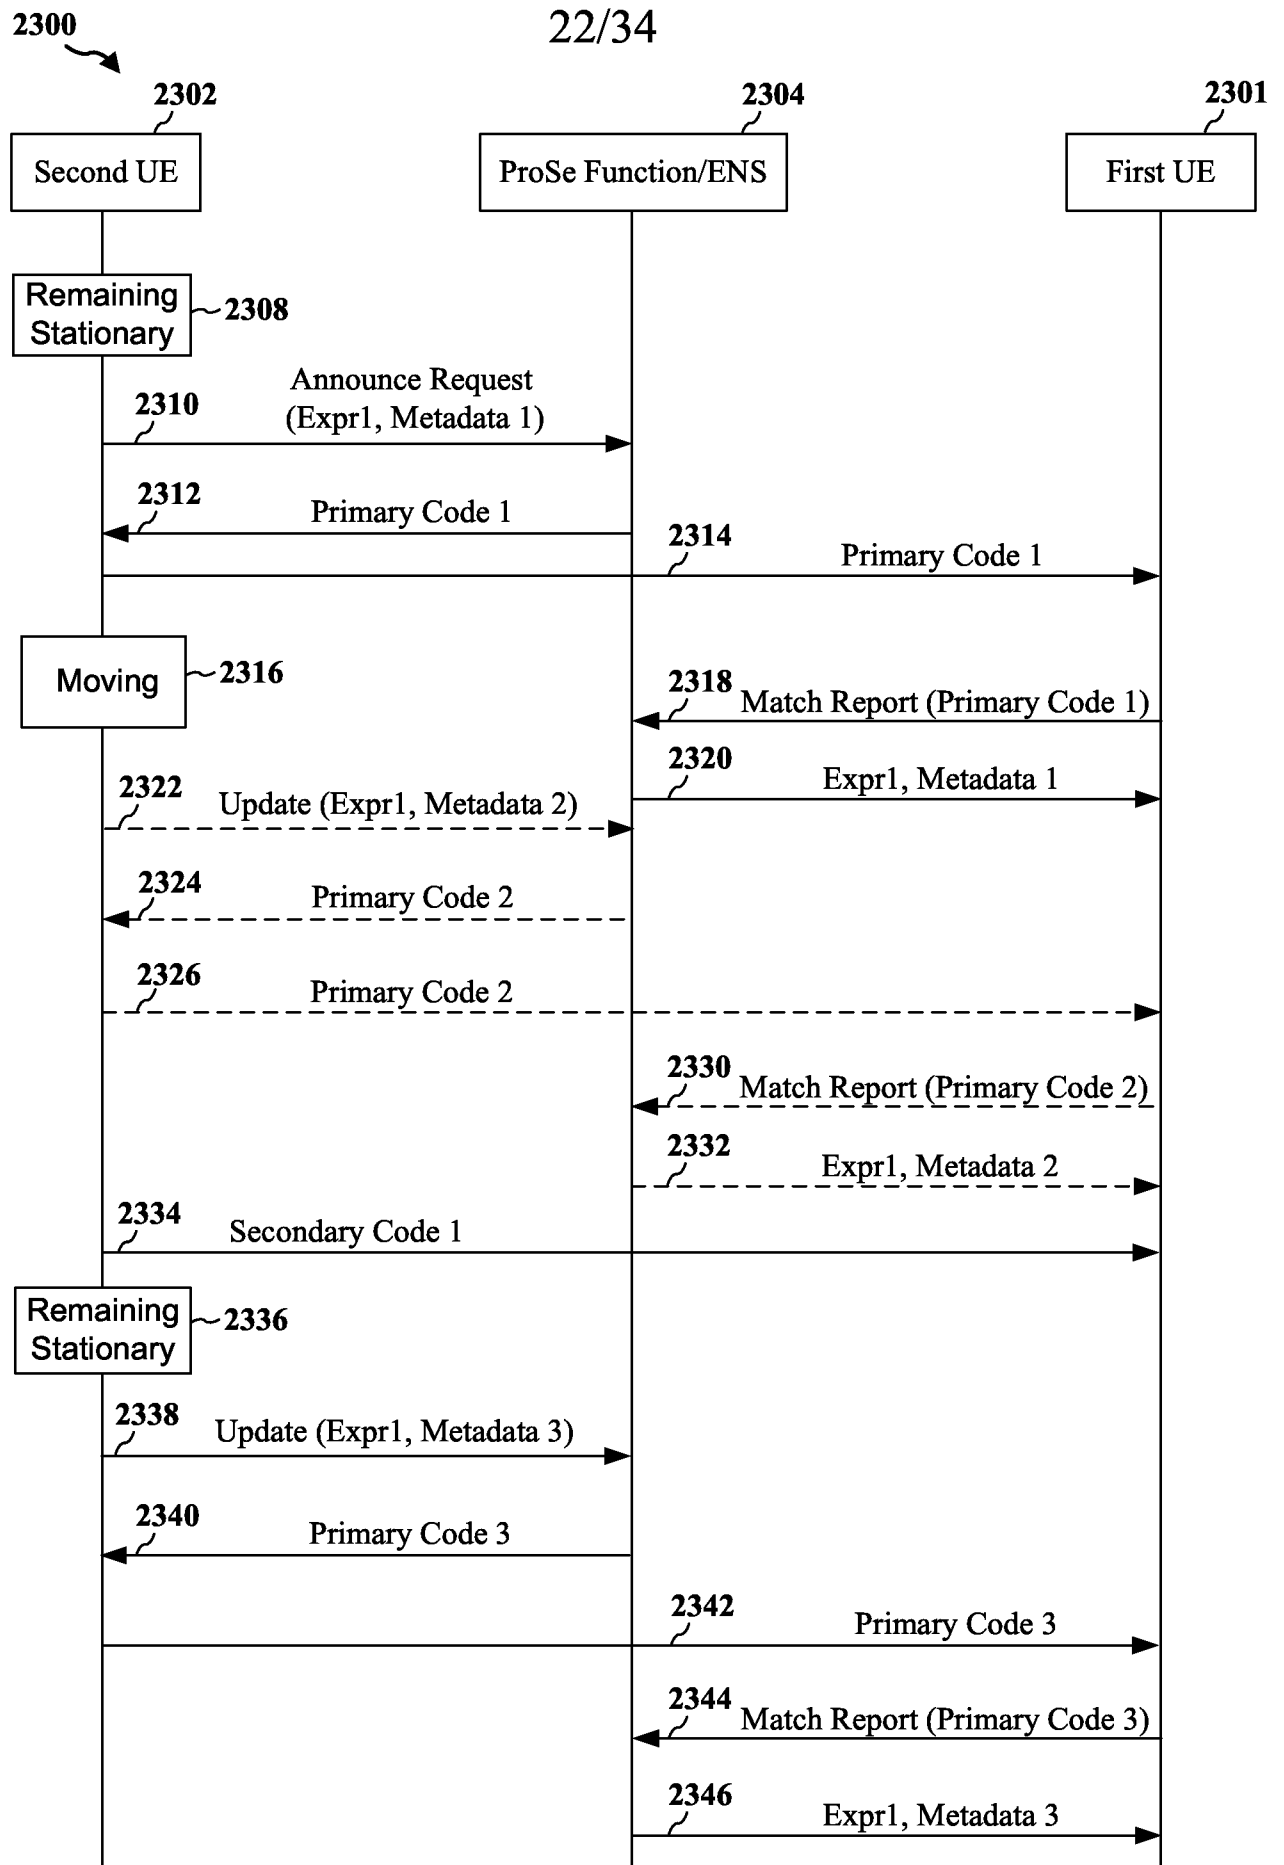 2300
22/34
2302
2304
2301
Second UE
ProSe Function/ENS
First UE
Remaining
Stationary
2308
Announce Request
(Expr1, Metadata 1)
2310
2312
Primary Code 1
2314
Primary Code 1
Moving
2316
2318
Match Report (Primary Code 1)
2320
Expr1, Metadata 1
2322
Update (Expr1, Metadata 2)
2324
Primary Code 2
2326
Primary Code 2
2330
Match Report (Primary Code 2)
2332
Expr1, Metadata 2
2334
Secondary Code 1
Remaining
Stationary
2336
2338
Update (Expr1, Metadata 3)
2340
Primary Code 3
2342
Primary Code 3
2344
Match Report (Primary Code 3)
2346
Expr1, Metadata 3